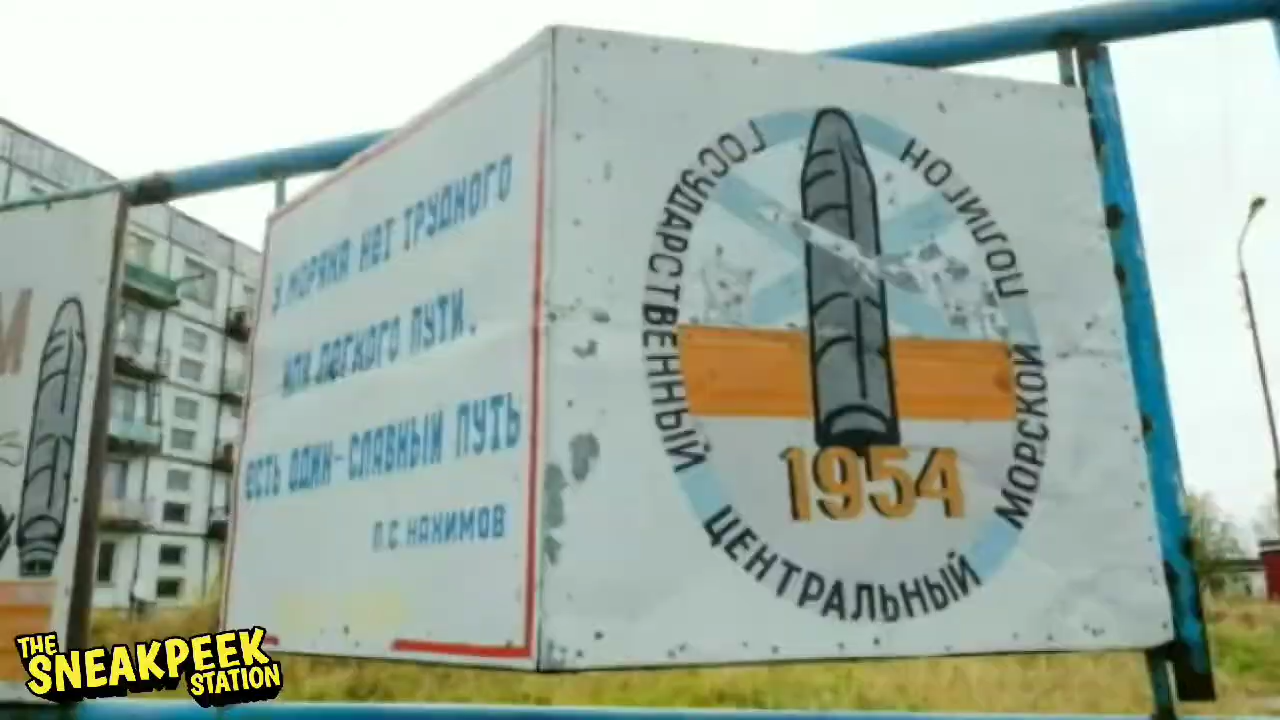 У МОРЯКА НЕТ ТРУДНОГО
ИЛИ ЛЕГКОГО ПУТИ.
ЕСТЬ ОДИН-СЛАВНЫЙ ПУТЬ
П.С. НАХИМОВ
ГОСУДАРСТВЕННЫЙ ЦЕНТРАЛЬНЫЙ МОРСКОЙ ПОЛИГОН
1954
М
THE
SNEAKPEEK
STATION